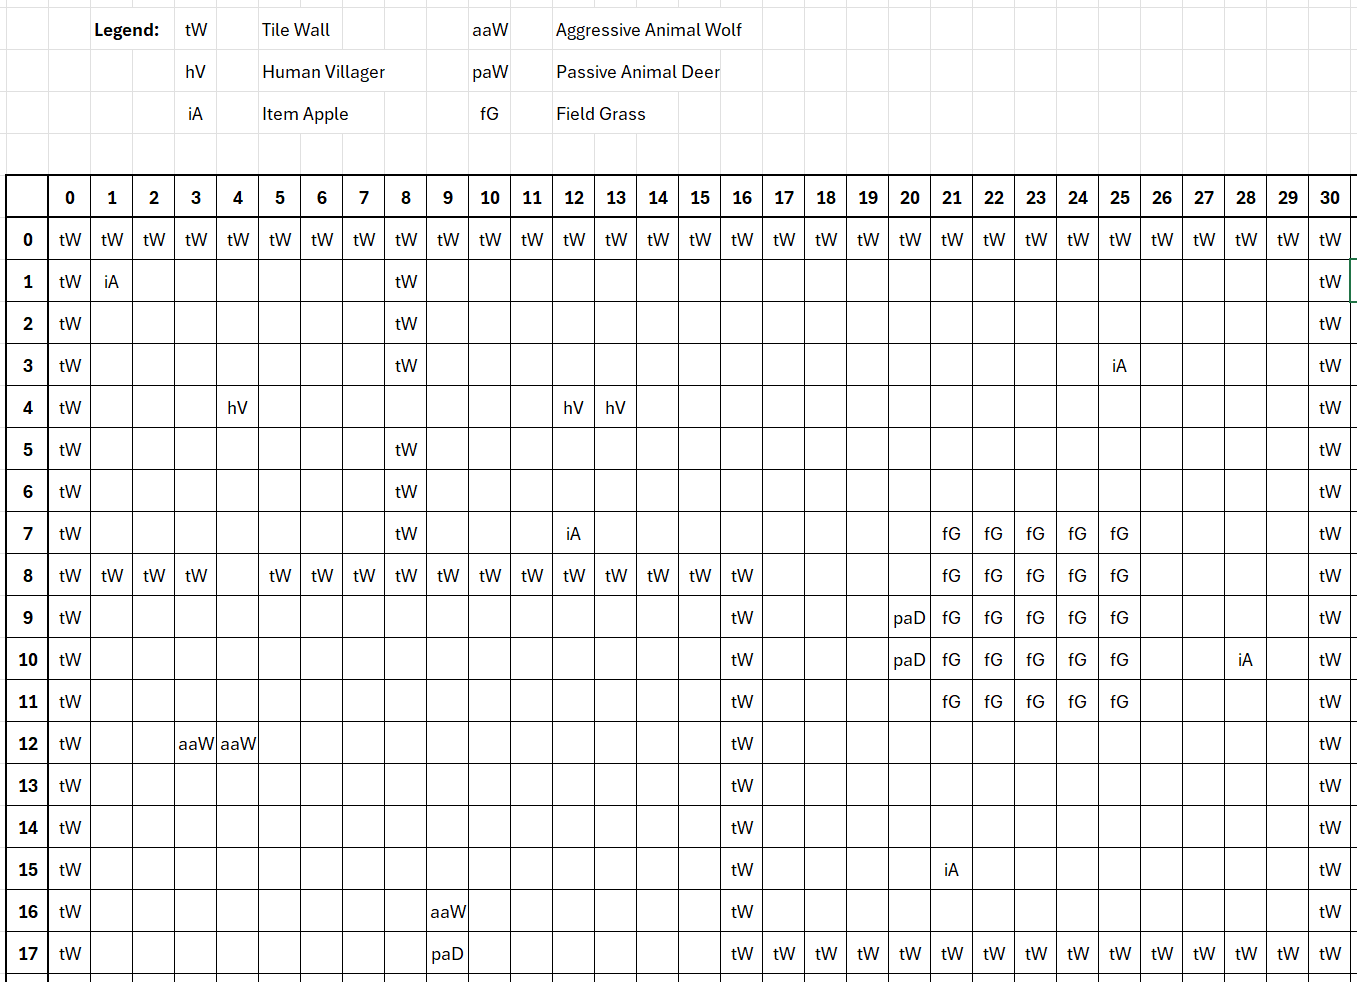 Legend: tW Tile Wall aaW Aggressive Animal Wolf
hV Human Villager paW Passive Animal Deer
iA Item Apple fG Field Grass
0 1 2 3 4 5 6 7 8 9 10 11 12 13 14 15 16 17 18 19 20 21 22 23 24 25 26 27 28 29 30
0 tW tW tW tW tW tW tW tW tW tW tW tW tW tW tW tW tW tW tW tW tW tW tW tW tW tW tW tW tW tW tW
1 tW iA tW tW
2 tW tW tW
3 tW tW iA tW
4 tW hV hV hV tW
5 tW tW tW
6 tW tW tW
7 tW tW iA fG fG fG fG fG tW
8 tW tW tW tW tW tW tW tW tW tW tW tW tW tW tW tW fG fG fG fG fG tW
9 tW tW paD fG fG fG fG fG tW
10 tW tW paD fG fG fG fG fG iA tW
11 tW tW fG fG fG fG fG tW
12 tW aaW aaW tW tW
13 tW tW tW
14 tW tW tW
15 tW tW iA tW
16 tW aaW tW tW
17 tW paD tW tW tW tW tW tW tW tW tW tW tW tW tW tW tW